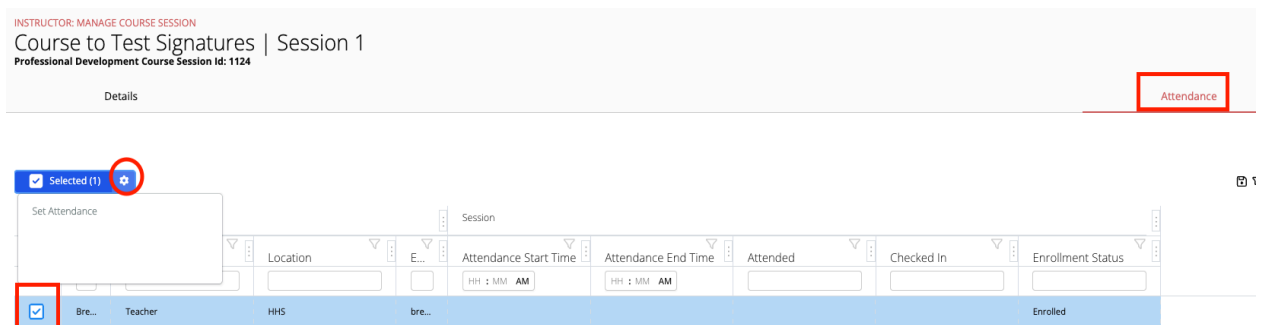 INSTRUCTOR: MANAGE COURSE SESSION
Course to Test Signatures | Session 1
Professional Development Course Session Id: 1124
Details Attendance
Selected (1)
Set Attendance
Session
Location E... Attendance Start Time Attendance End Time Attended Checked In Enrollment Status
HH : MM AM HH : MM AM
Bre... Teacher HHS bre... Enrolled